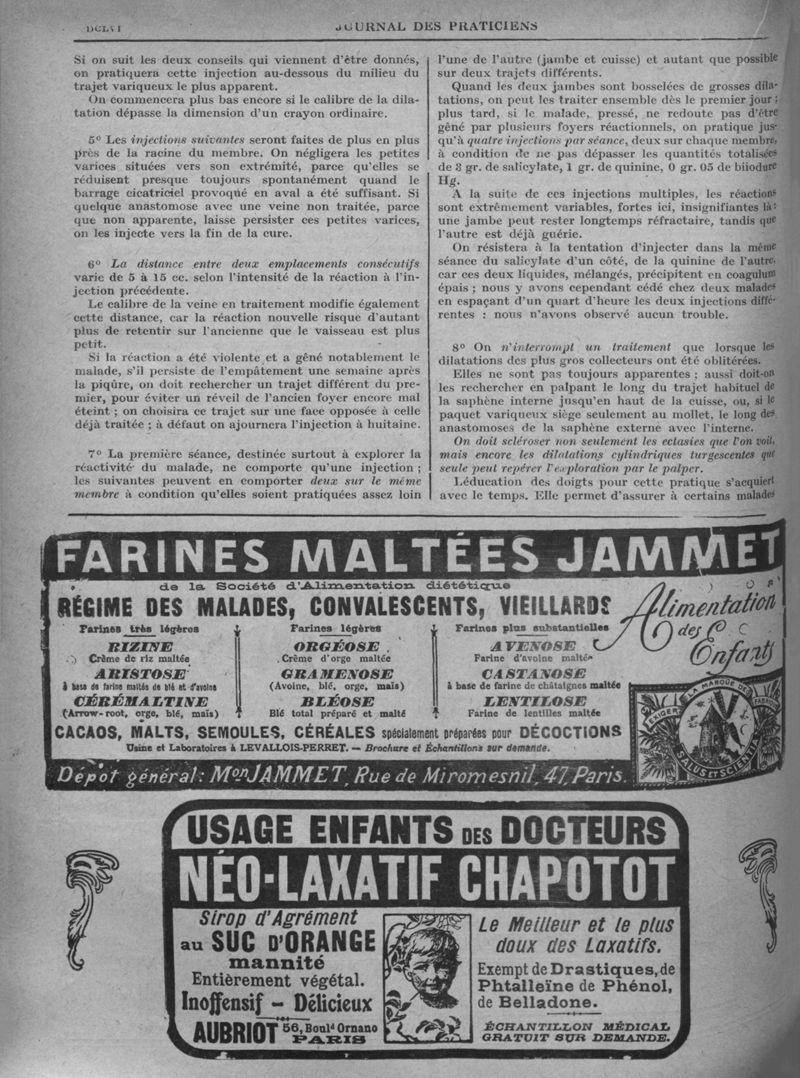 DCLVI
JOURNAL DES PRATICIENS
Si on suit les deux conseils qui viennent d'être donnés,
on pratiquera cette injection au-dessous du milieu du
trajet variqueux le plus apparent.
On commencera plus bas encore si le calibre de la dila-
tation dépasse la dimension d'un crayon ordinaire.
5° Les injections suivantes seront faites de plus en plus
près de la racine du membre. On négligera les petites
varices situées vers son extrémité, parce qu'elles se
réduisent presque toujours spontanément quand le
barrage cicatriciel provoqué en aval a été suffisant. Si
quelque anastomose avec une veine non traitée, parce
que non apparente, laisse persister ces petites varices,
on les injecte vers la fin de la cure.
6° La distance entre deux emplacements consécutifs
varie de 5 à 15 cc. selon l'intensité de la réaction à l'in-
jection précédente.
Le calibre de la veine en traitement modifie également
cette distance, car la réaction nouvelle risque d'autant
plus de retentir sur l'ancienne que le vaisseau est plus
petit.
Si la réaction a été violente et a gêné notablement le
malade, s'il persiste de l'empâtement une semaine après
la piqûre, on doit rechercher un trajet différent du pre-
mier, pour éviter un réveil de l'ancien foyer encore mal
éteint ; on choisira ce trajet sur une face opposée à celle
déjà traitée ; à défaut on ajournera l'injection à huitaine.
7° La première séance, destinée surtout à explorer la
réactivité du malade, ne comporte qu'une injection ;
les suivantes peuvent en comporter deux sur le même
membre à condition qu'elles soient pratiquées assez loin
l'une de l'autre (jambe et cuisse) et autant que possible
sur deux trajets différents.
Quand les deux jambes sont bosselées de grosses dila-
tations, on peut les traiter ensemble dès le premier jour ;
plus tard, si le malade, pressé, ne redoute pas d'être
gêné par plusieurs foyers réactionnels, on pratique jus-
qu'à quatre injections par séance, deux sur chaque membre,
à condition de ne pas dépasser les quantités totalisées
de 3 gr. de salicylate, 1 gr. de quinine, 0 gr. 05 de biiodure
Hg.
A la suite de ces injections multiples, les réactions
sont extrêmement variables, fortes ici, insignifiantes là :
une jambe peut rester longtemps réfractaire, tandis que
l'autre est déjà guérie.
On résistera à la tentation d'injecter dans la même
séance du salicylate d'un côté, de la quinine de l'autre,
car ces deux liquides, mélangés, précipitent en coagulum
épais ; nous y avons cependant cédé chez deux malades
en espaçant d'un quart d'heure les deux injections diffé-
rentes : nous n'avons observé aucun trouble.
8° On n'interrompt un traitement que lorsque les
dilatations des plus gros collecteurs ont été oblitérées.
Elles ne sont pas toujours apparentes ; aussi doit-on
les rechercher en palpant le long du trajet habituel de
la saphène interne jusqu'en haut de la cuisse, ou, si le
paquet variqueux siège seulement au mollet, le long des
anastomoses de la saphène externe avec l'interne.
On doit scléroser non seulement les ectasies que l'on voit,
mais encore les dilatations cylindriques turgescentes que
seule peut repérer l'exploration par le palper.
L'éducation des doigts pour cette pratique s'acquiert
avec le temps. Elle permet d'assurer à certains malades
FARINES MALTÉES JAMMET
de la Société d'Alimentation diététique
RÉGIME DES MALADES, CONVALESCENTS, VIEILLARDS
Alimentation
des
Enfants
Farines très légères
RIZINE
Crème de riz maltée
ARISTOSE
à base de farine maltée de blé et d'avoine
CÉRÉMALTINE
(Arrow-root, orge, blé, maïs)
Farines légères
ORGÉOSE
Crème d'orge maltée
GRAMENOSE
(Avoine, blé, orge, maïs)
BLÉOSE
Blé total préparé et malté
Farines plus substantielles
AVENOSE
Farine d'avoine maltée
CASTANOSE
à base de farine de châtaignes maltée
LENTILOSE
Farine de lentilles maltée
CACAOS, MALTS, SEMOULES, CÉRÉALES spécialement préparées pour DÉCOCTIONS
Usine et Laboratoires à LEVALLOIS-PERRET. — Brochure et Échantillons sur demande.
Dépôt général: Mon JAMMET, Rue de Miromesnil, 47, Paris.
EXIGER LA MARQUE DE FABRIQUE
SALUS ET SCIENTIA
USAGE ENFANTS DES DOCTEURS
NÉO-LAXATIF CHAPOTOT
Sirop d'Agrément
au SUC D'ORANGE
mannité
Entièrement végétal.
Inoffensif - Délicieux
AUBRIOT 56, Bould Ornano
PARIS
Le Meilleur et le plus
doux des Laxatifs.
Exempt de Drastiques, de
Phtalleïne de Phénol,
de Belladone.
ÉCHANTILLON MÉDICAL
GRATUIT SUR DEMANDE.